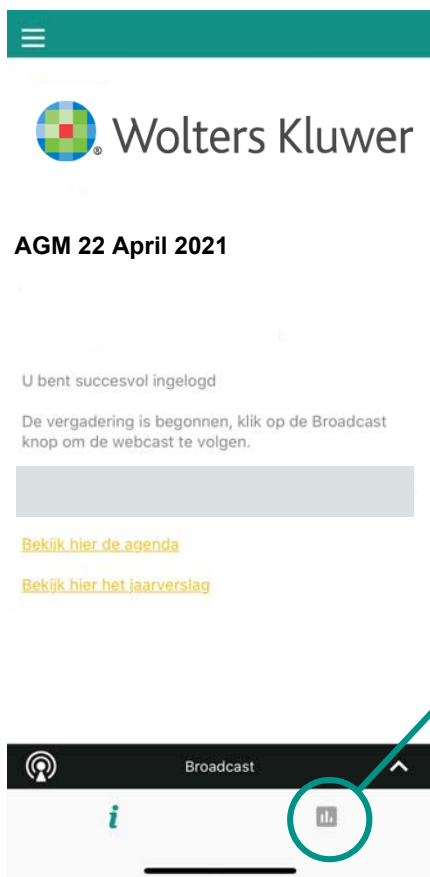 Wolters Kluwer
®
AGM 22 April 2021
U bent succesvol ingelogd
De vergadering is begonnen, klik op de Broadcast
knop om de webcast te volgen.
Bekijk hier de agenda
Bekijk hier het jaarverslag
Broadcast
i